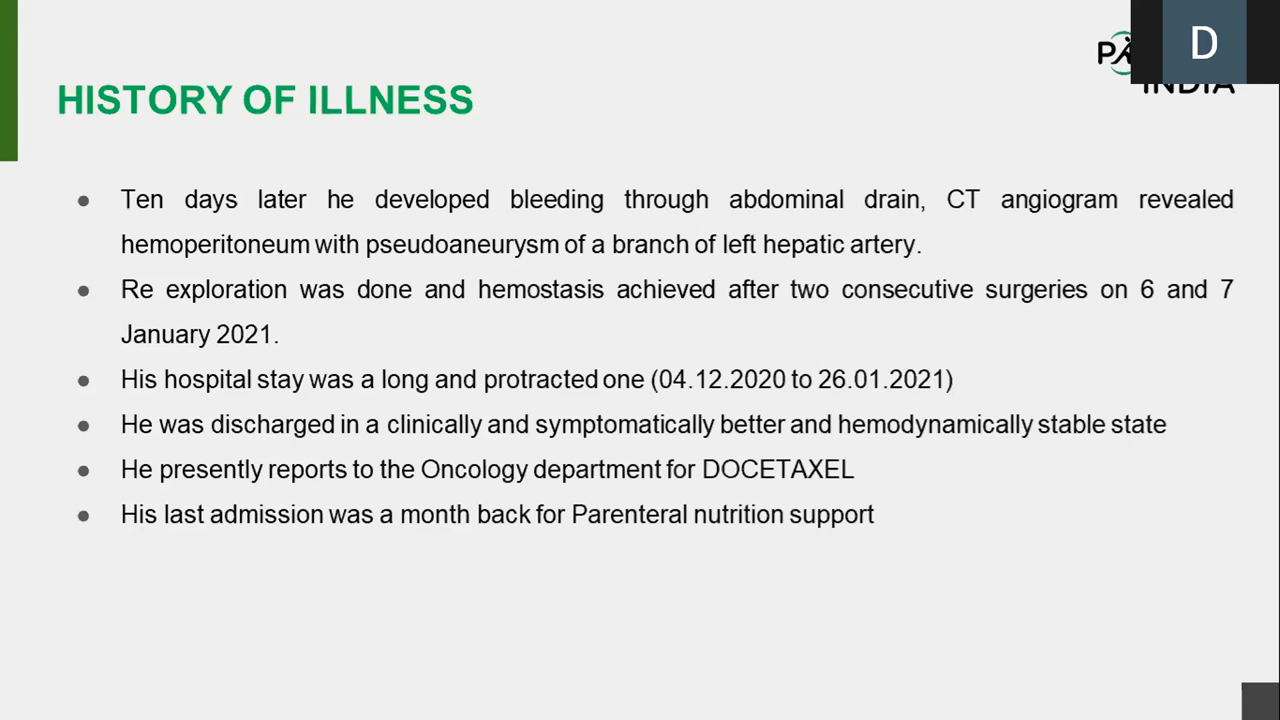 D
INDIA
HISTORY OF ILLNESS
● Ten days later he developed bleeding through abdominal drain, CT angiogram revealed
hemoperitoneum with pseudoaneurysm of a branch of left hepatic artery.
● Re exploration was done and hemostasis achieved after two consecutive surgeries on 6 and 7
January 2021.
● His hospital stay was a long and protracted one (04.12.2020 to 26.01.2021)
● He was discharged in a clinically and symptomatically better and hemodynamically stable state
● He presently reports to the Oncology department for DOCETAXEL
● His last admission was a month back for Parenteral nutrition support